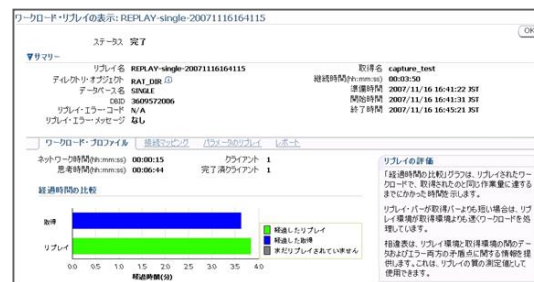 ワークロード・リプレイの表示: REPLAY-single-20071116164115
OK
ステータス 完了
▼サマリー
リプレイ名 REPLAY-single-20071116164115
ディレクトリ・オブジェクト RAT_DIR
データベース名 SINGLE
DBID 3609572006
リプレイ・エラー・コード N/A
リプレイ・エラー・メッセージ なし
取得名 capture_test
継続時間(hh:mm:ss) 00:03:50
準備時間 2007/11/16 16:41:22 JST
開始時間 2007/11/16 16:41:31 JST
終了時間 2007/11/16 16:45:21 JST
ワークロード・プロファイル 接続マッピング パラメータのリプレイ レポート
ネットワーク時間(hh:mm:ss) 00:00:15 クライアント 1
思考時間(hh:mm:ss) 00:06:44 完了済クライアント 1
経過時間の比較
取得
リプレイ
0.0 0.5 1.0 1.5 2.0 2.5 3.0 3.5 4.0
経過時間(分)
経過したリプレイ
経過した取得
まだリプレイされていません
リプレイの評価
「経過時間の比較」グラフは、リプレイされたワー
クロードで、取得されたのと同じ作業量に達する
までにかかった時間を示します。
リプレイ・バーが取得バーよりも短い場合は、リプ
レイ環境が取得環境よりも速くワークロードを処
理しています。
相違表は、リプレイ環境と取得環境の間のデー
タおよびエラー両方の矛盾点に関する情報を提
供します。これは、リプレイの質の測定値として
使用できます。